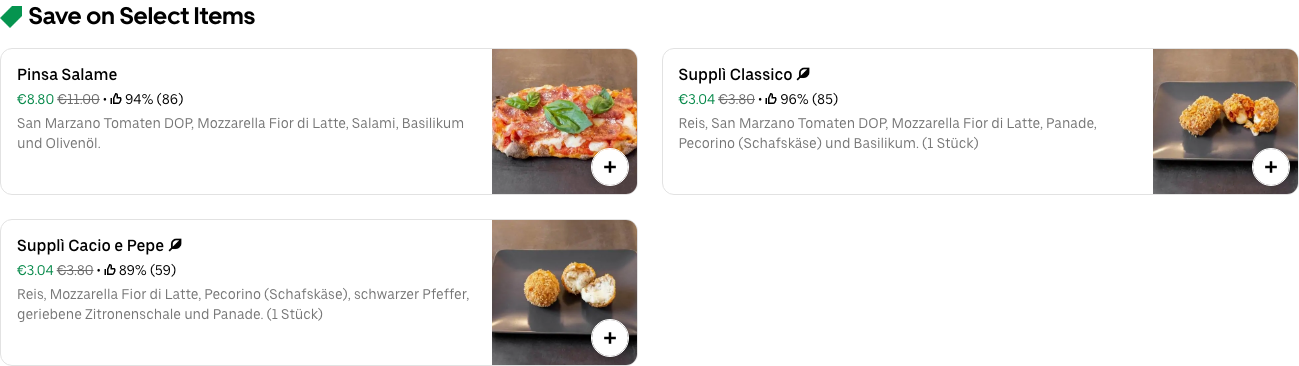 Save on Select Items
Pinsa Salame
€8.80 €11.00 • 94% (86)
San Marzano Tomaten DOP, Mozzarella Fior di Latte, Salami, Basilikum
und Olivenöl.
Supplì Classico
€3.04 €3.80 • 96% (85)
Reis, San Marzano Tomaten DOP, Mozzarella Fior di Latte, Panade,
Pecorino (Schafskäse) und Basilikum. (1 Stück)
Supplì Cacio e Pepe
€3.04 €3.80 • 89% (59)
Reis, Mozzarella Fior di Latte, Pecorino (Schafskäse), schwarzer Pfeffer,
geriebene Zitronenschale und Panade. (1 Stück)